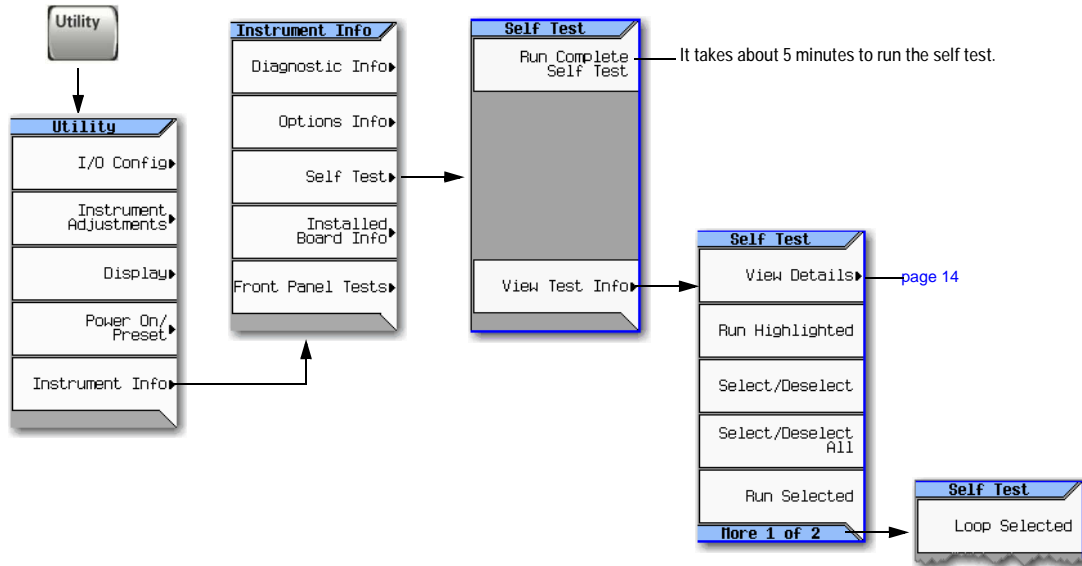 Utility
Utility
I/O Config
Instrument
Adjustments
Display
Power On/
Preset
Instrument Info
Instrument Info
Diagnostic Info
Options Info
Self Test
Installed
Board Info
Front Panel Tests
Self Test
Run Complete
Self Test
It takes about 5 minutes to run the self test.
View Test Info
Self Test
View Details
page 14
Run Highlighted
Select/Deselect
Select/Deselect
All
Run Selected
More 1 of 2
Self Test
Loop Selected